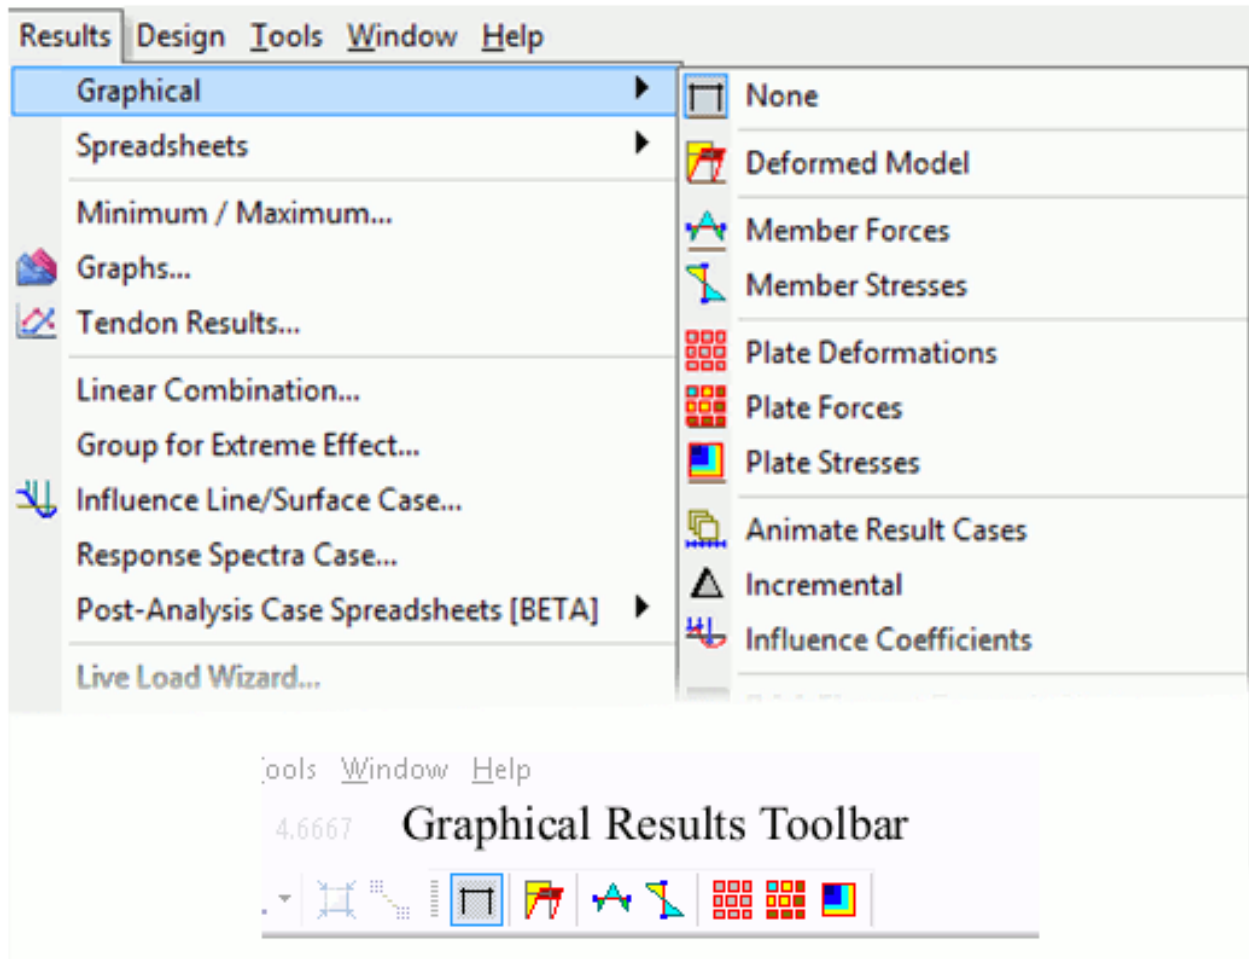 Results Design Tools Window Help
Graphical
Spreadsheets
Minimum / Maximum...
Graphs...
Tendon Results...
Linear Combination...
Group for Extreme Effect...
Influence Line/Surface Case...
Response Spectra Case...
Post-Analysis Case Spreadsheets [BETA]
Live Load Wizard...
None
Deformed Model
Member Forces
Member Stresses
Plate Deformations
Plate Forces
Plate Stresses
Animate Result Cases
Incremental
Influence Coefficients
ools Window Help
4.6667 Graphical Results Toolbar